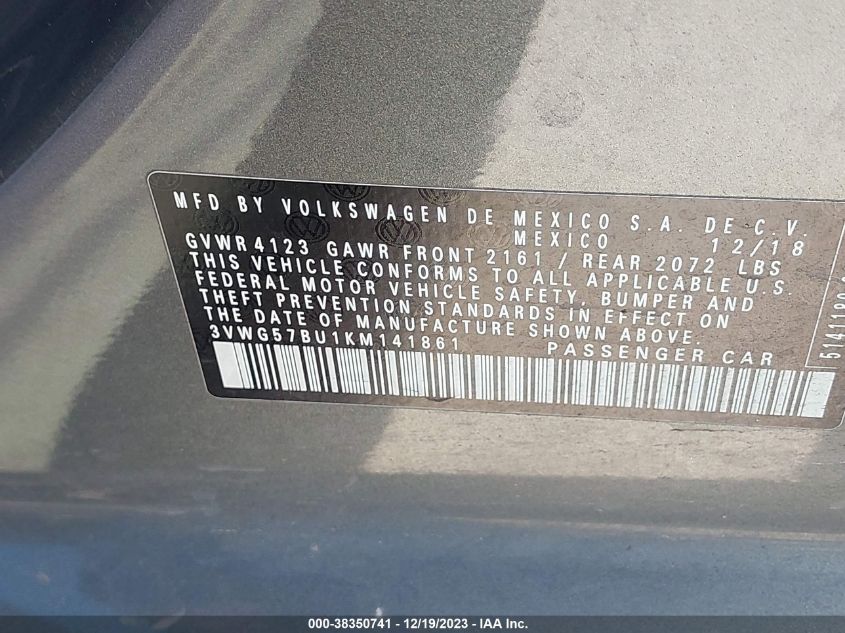 MFD BY VOLKSWAGEN DE MEXICO S.A. DE C.V.
MEXICO 12/18
GVWR 4123 GAWR FRONT 2161 / REAR 2072 LBS
THIS VEHICLE CONFORMS TO ALL APPLICABLE U.S.
FEDERAL MOTOR VEHICLE SAFETY, BUMPER AND
THEFT PREVENTION STANDARDS IN EFFECT ON
THE DATE OF MANUFACTURE SHOWN ABOVE.
3VWG57BU1KM141861 PASSENGER CAR
000-38350741 - 12/19/2023 - IAA Inc.